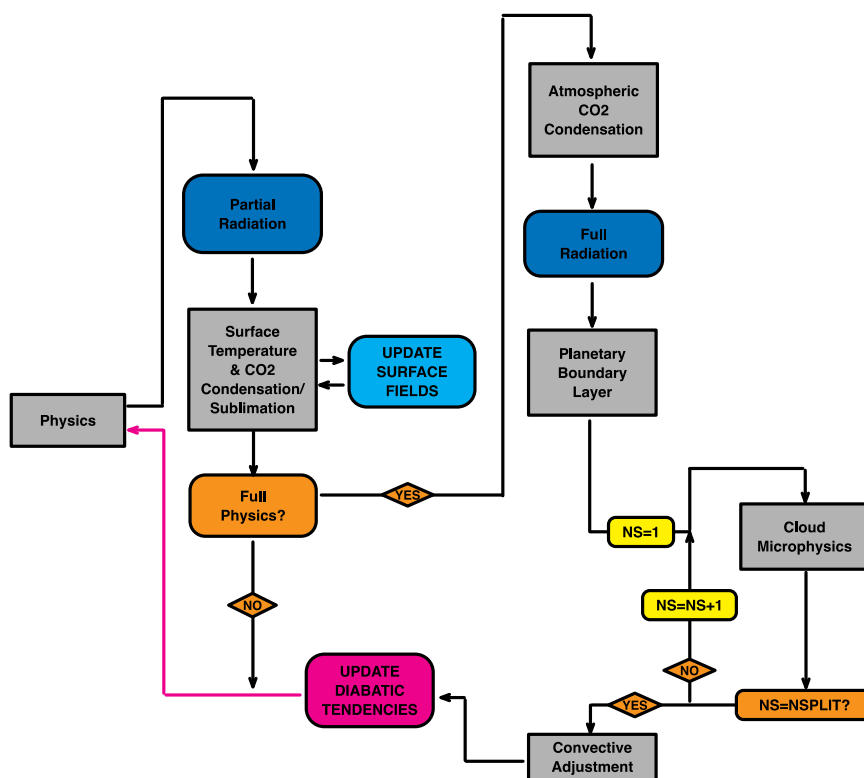 Atmospheric
CO2
Condensation
Partial
Radiation
Full
Radiation
Surface
Temperature
& CO2
Condensation/
Sublimation
UPDATE
SURFACE
FIELDS
Planetary
Boundary
Layer
Physics
Full
Physics?
YES
NS=1
Cloud
Microphysics
NO
NS=NS+1
NO
UPDATE
DIABATIC
TENDENCIES
YES
NS=NSPLIT?
Convective
Adjustment